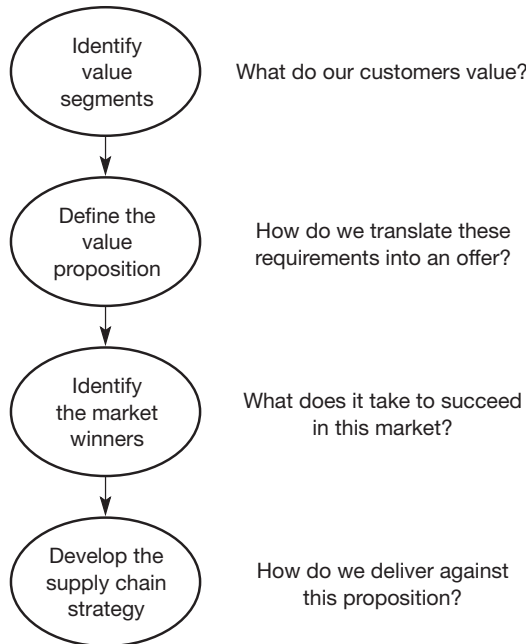 Identify
value
segments
What do our customers value?
Define the
value
proposition
How do we translate these
requirements into an offer?
Identify
the market
winners
What does it take to succeed
in this market?
Develop the
supply chain
strategy
How do we deliver against
this proposition?